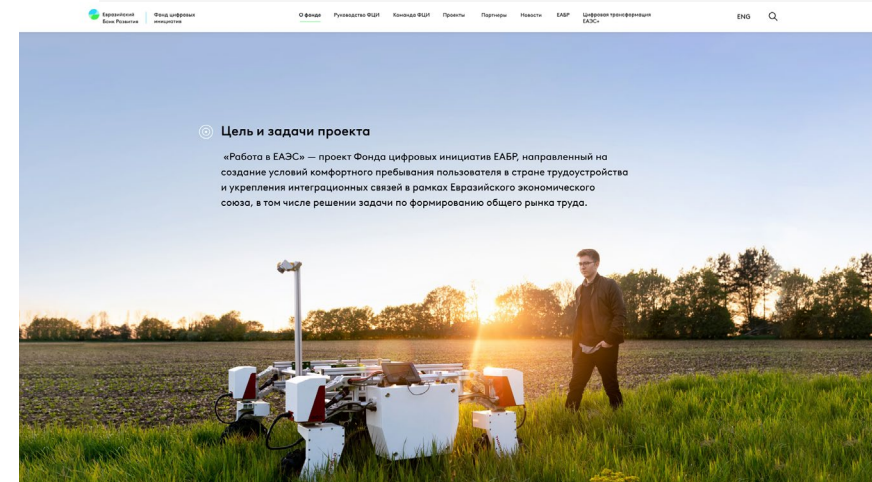 Евразийский
Банк Развития
Фонд цифровых
инициатив
О фонде
Руководство ФЦИ
Команда ФЦИ
Проекты
Партнеры
Новости
ЕАБР
Цифровая трансформация
ЕАЭС»
ENG
Цель и задачи проекта
«Работа в ЕАЭС» — проект Фонда цифровых инициатив ЕАБР, направленный на
создание условий комфортного пребывания пользователя в стране трудоустройства
и укрепления интеграционных связей в рамках Евразийского экономического
союза, в том числе решении задачи по формированию общего рынка труда.